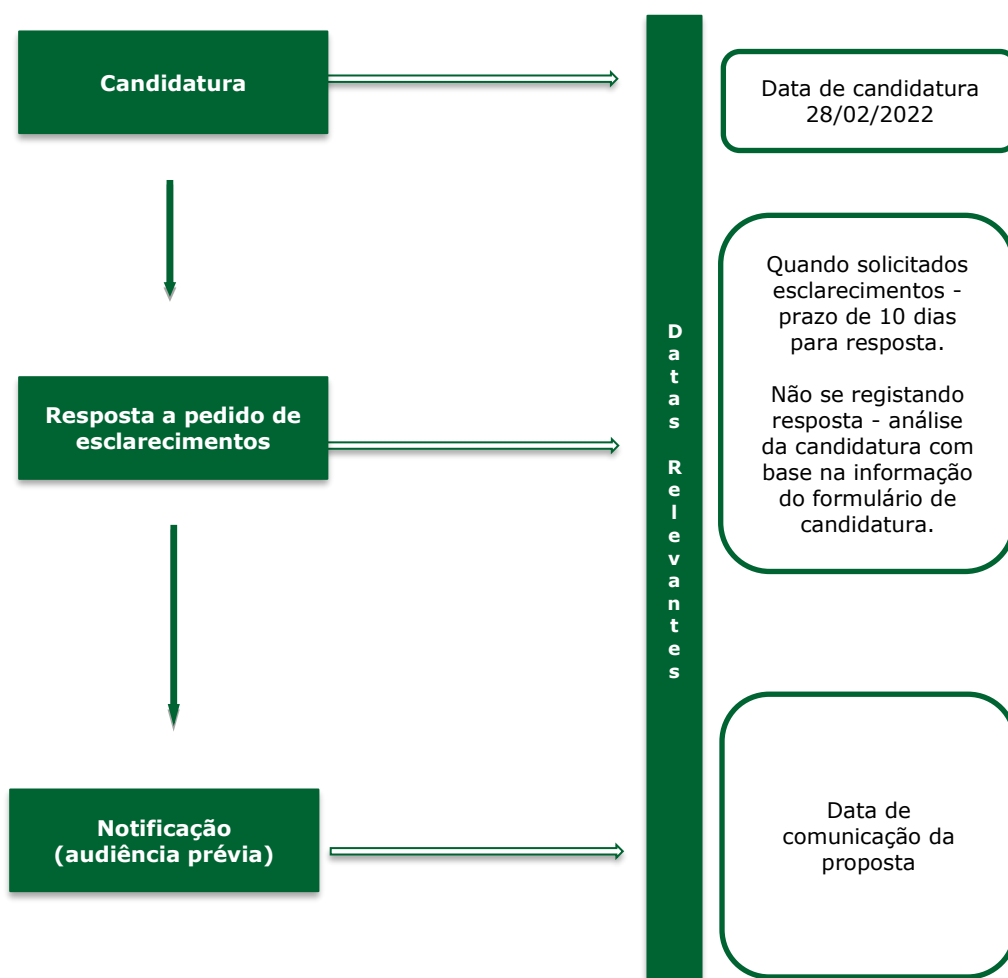 Candidatura
Data de candidatura
28/02/2022
Resposta a pedido de
esclarecimentos
Datas Relevantes
Quando solicitados
esclarecimentos -
prazo de 10 dias
para resposta.
Não se registando
resposta - análise
da candidatura com
base na informação
do formulário de
candidatura.
Notificação
(audiência prévia)
Data de
comunicação da
proposta